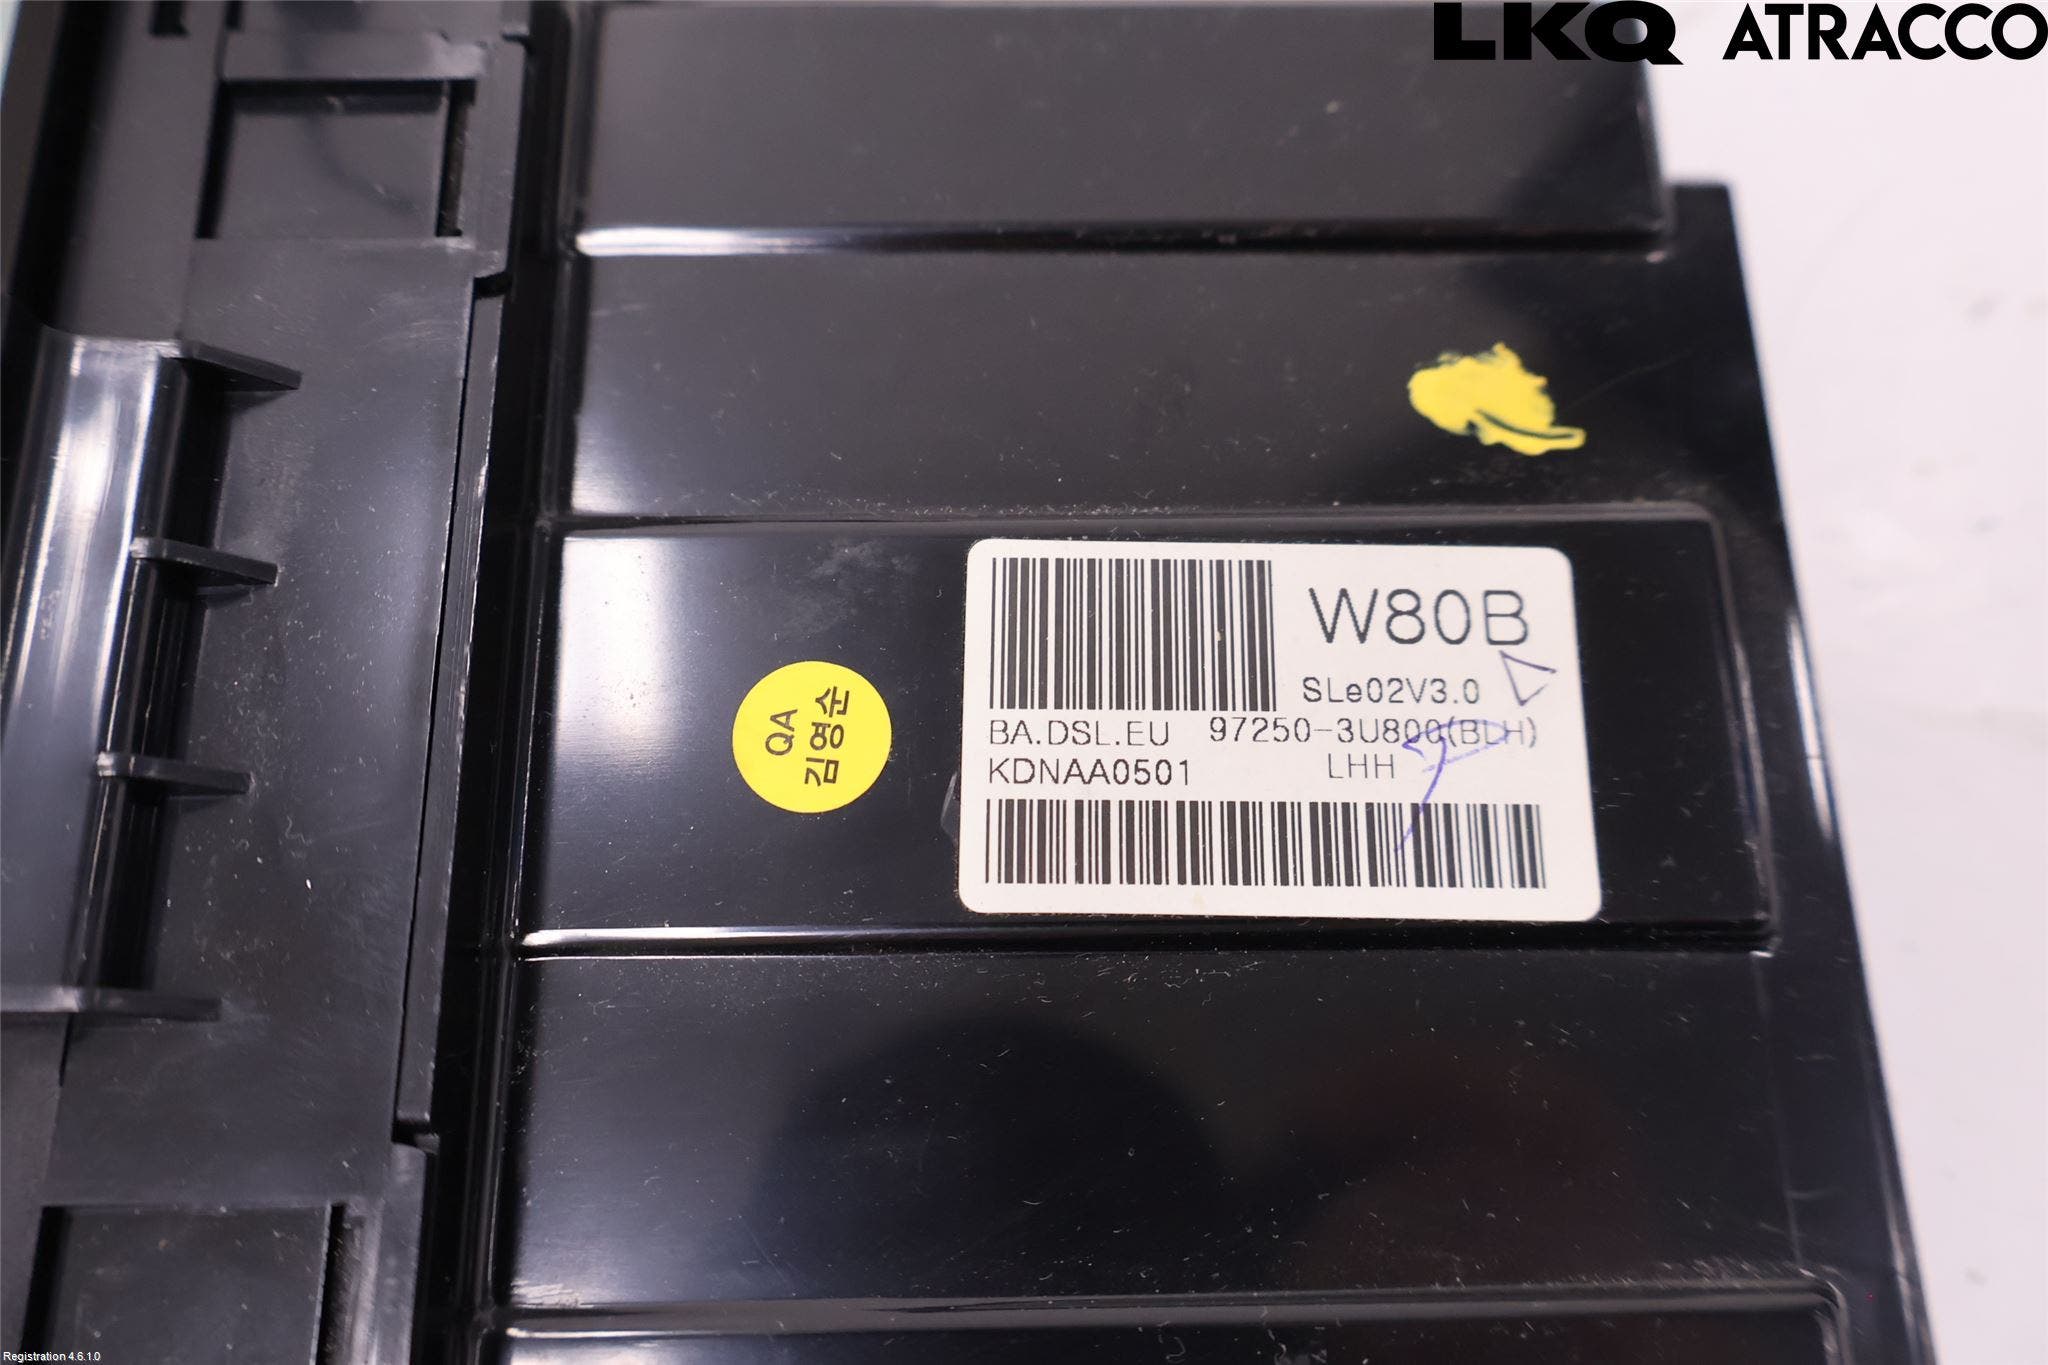 LKQ ATRACCO
W80B
SLe02V3.0
BA.DSL.EU 97250-3U800(BLH)
KDNAA0501 LHH
QA
김영순
Registration 4.6.1.0